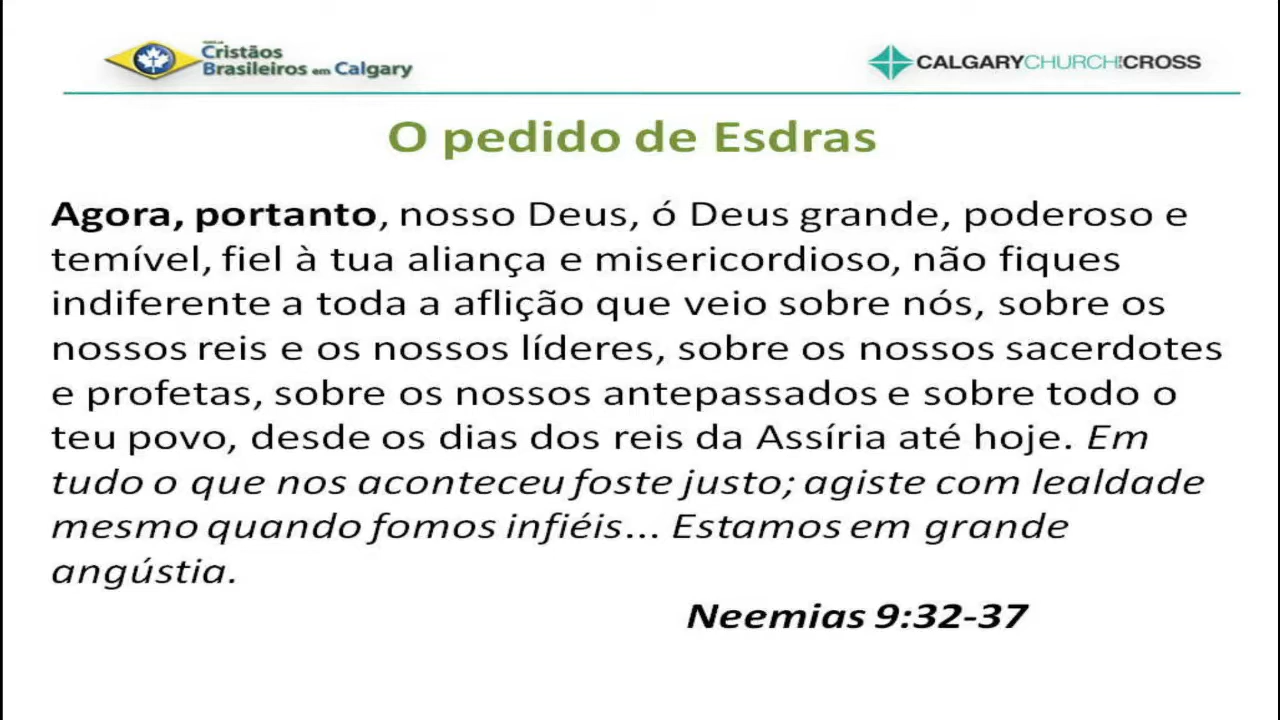 Cristãos
Brasileiros em Calgary
CALGARYCHURCH CROSS
O pedido de Esdras
Agora, portanto, nosso Deus, ó Deus grande, poderoso e
temível, fiel à tua aliança e misericordioso, não fiques
indiferente a toda a aflição que veio sobre nós, sobre os
nossos reis e os nossos líderes, sobre os nossos sacerdotes
e profetas, sobre os nossos antepassados e sobre todo o
teu povo, desde os dias dos reis da Assíria até hoje. Em
tudo o que nos aconteceu foste justo; agiste com lealdade
mesmo quando fomos infiéis... Estamos em grande
angústia.
Neemias 9:32-37